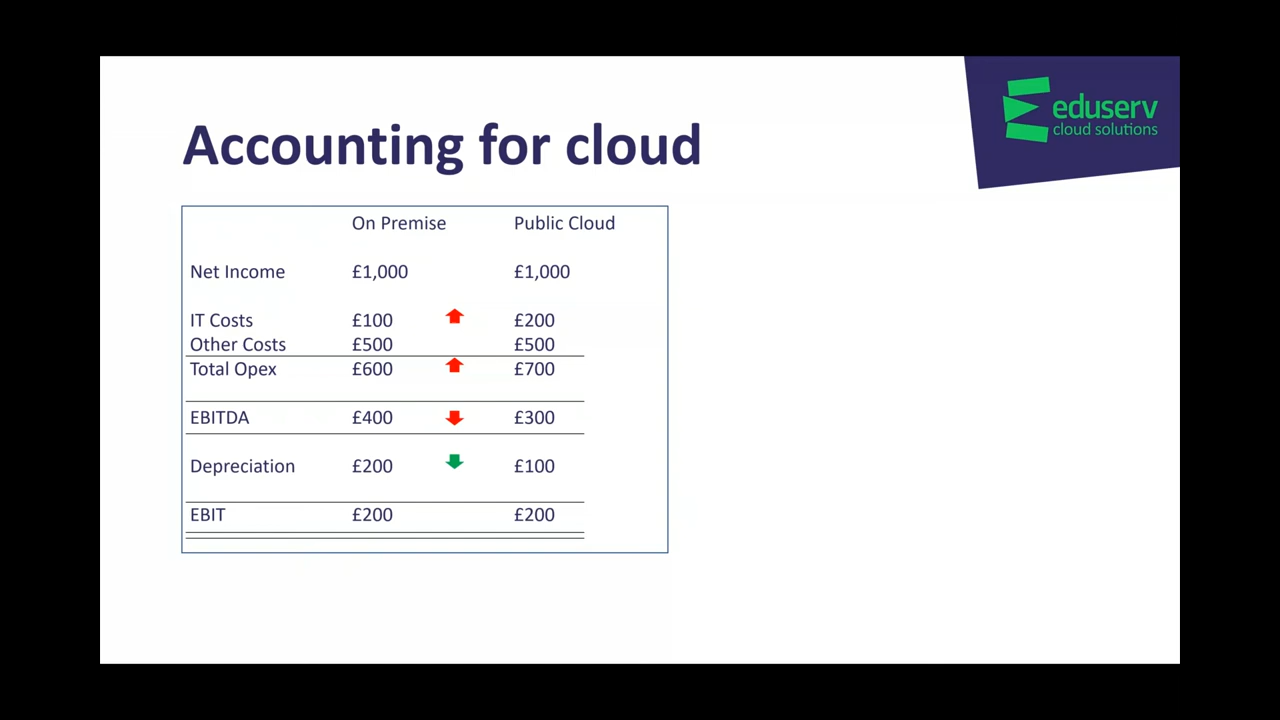 eduserv
cloud solutions
Accounting for cloud
On Premise Public Cloud
Net Income £1,000 £1,000
IT Costs £100 £200
Other Costs £500 £500
Total Opex £600 £700
EBITDA £400 £300
Depreciation £200 £100
EBIT £200 £200